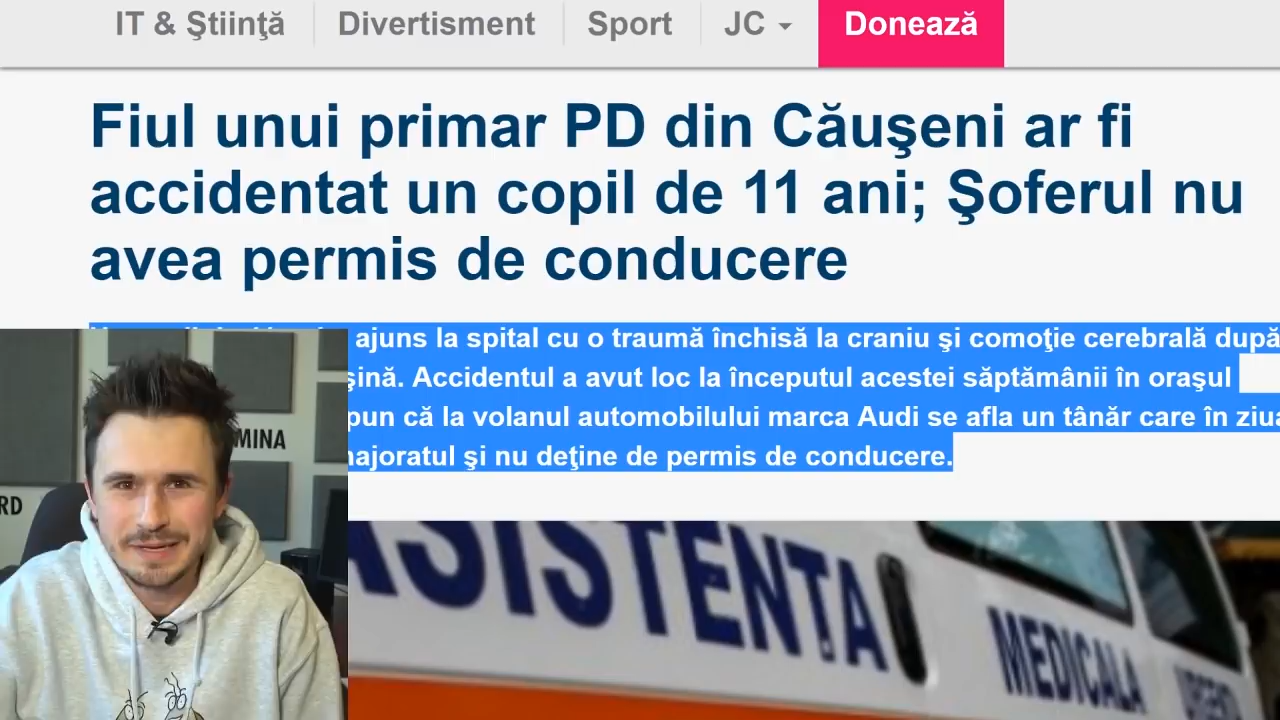 IT & Ştiinţă Divertisment Sport JC Donează
Fiul unui primar PD din Căuşeni ar fi
accidentat un copil de 11 ani; Şoferul nu
avea permis de conducere
ajuns la spital cu o traumă închisă la craniu şi comoţie cerebrală după
şină. Accidentul a avut loc la începutul acestei săptămânii în oraşul
pun că la volanul automobilului marca Audi se afla un tânăr care în ziua
majoratul şi nu deţine de permis de conducere.
MINA
RD
ASISTENTA
MEDICALA